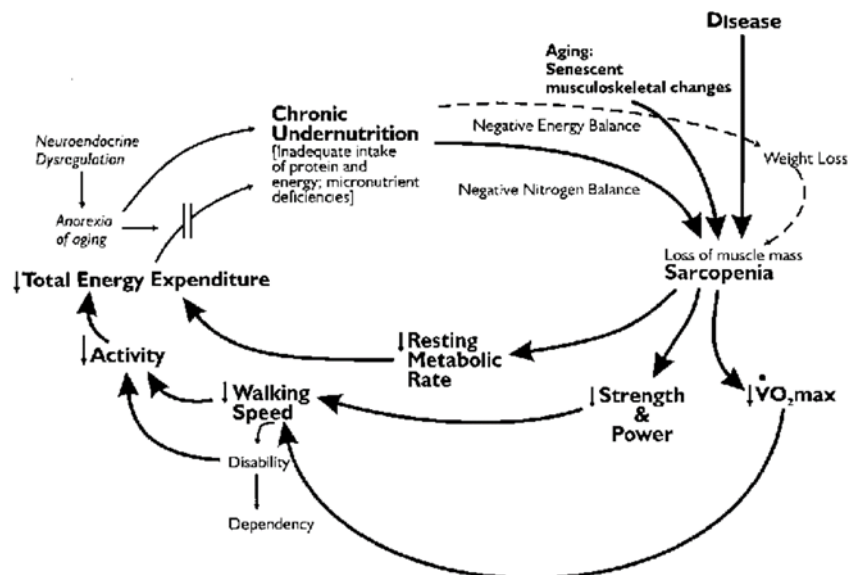 Disease
Aging:
Senescent
musculoskeletal changes
Chronic
Undernutrition
[Inadequate intake
of protein and
energy; micronutrient
deficiencies]
Negative Energy Balance
Negative Nitrogen Balance
Weight Loss
Neuroendocrine
Dysregulation
Anorexia
of aging
Loss of muscle mass
Sarcopenia
↓Total Energy Expenditure
↓Resting
Metabolic
Rate
↓Activity
↓Walking
Speed
↓Strength
&
Power
↓V̇O₂max
Disability
Dependency